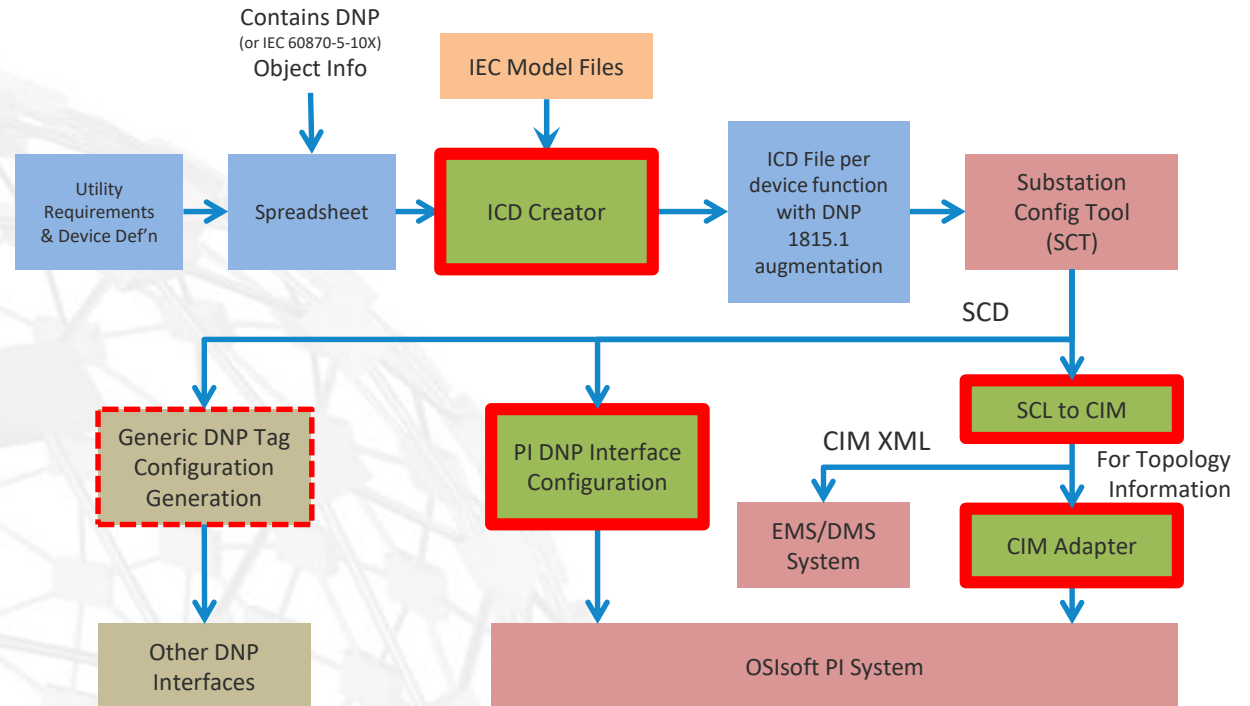 Contains DNP
(or IEC 60870-5-10X)
Object Info
IEC Model Files
Utility
Requirements
& Device Def'n
Spreadsheet
ICD Creator
ICD File per
device function
with DNP
1815.1
augmentation
Substation
Config Tool
(SCT)
SCD
Generic DNP Tag
Configuration
Generation
PI DNP Interface
Configuration
SCL to CIM
CIM XML
For Topology
Information
EMS/DMS
System
CIM Adapter
Other DNP
Interfaces
OSIsoft PI System